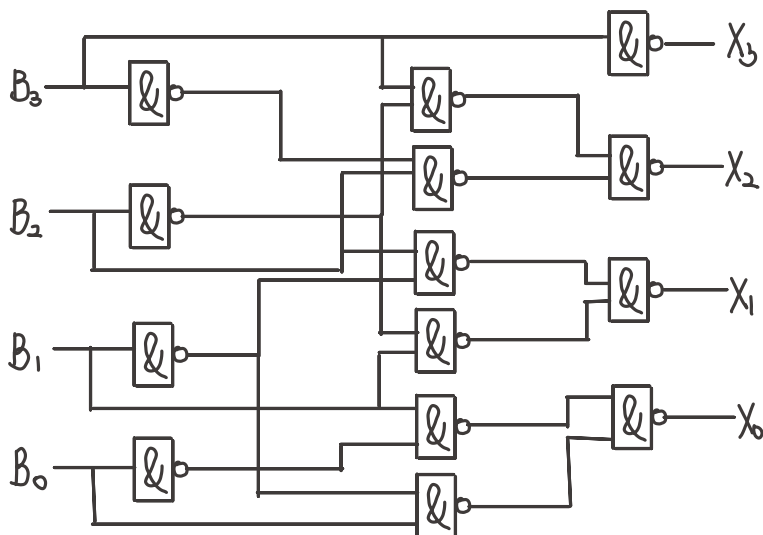 & X₃
B₃ & &
& & X₂
B₂ &
& & X₁
B₁ & &
& & X₀
B₀ & &